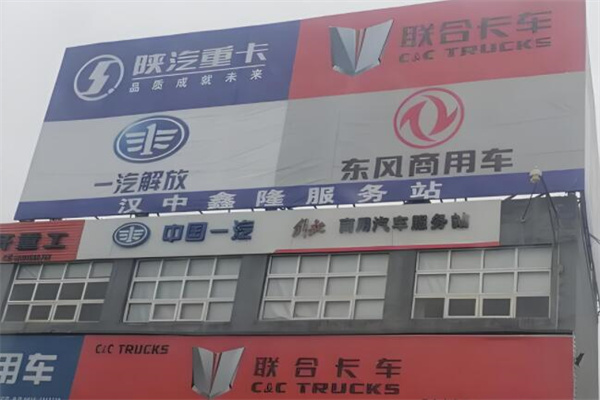 陕汽重卡
品质成就未来
联合卡车
C&C TRUCKS
一汽解放
东风商用车
汉中鑫隆服务站
重工
中国一汽
解放 商用汽车服务站
用车
C&C TRUCKS
联合卡车
C&C TRUCKS